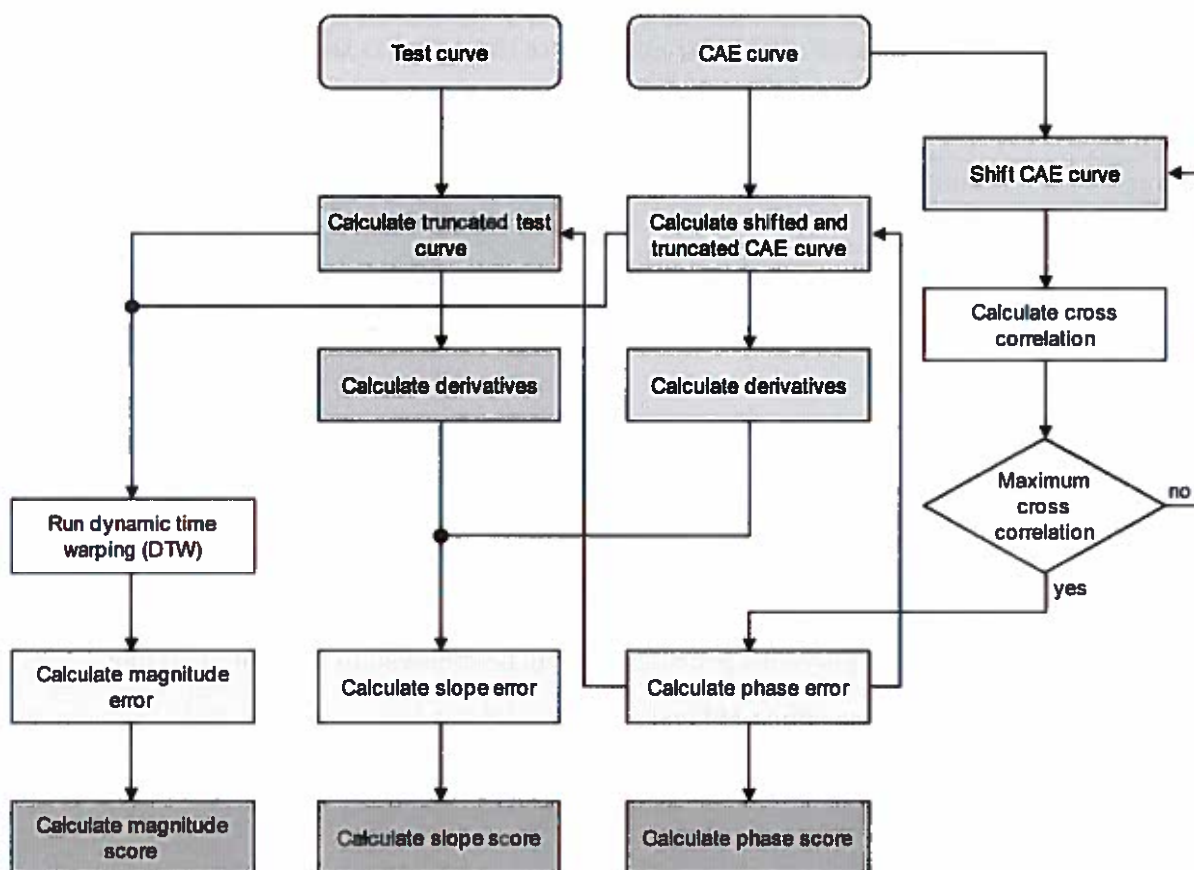 Test curve
CAE curve
Shift CAE curve
Calculate truncated test
curve
Calculate shifted and
truncated CAE curve
Calculate cross
correlation
Calculate derivatives
Calculate derivatives
Maximum
cross
correlation
no
yes
Run dynamic time
warping (DTW)
Calculate magnitude
error
Calculate slope error
Calculate phase error
Calculate magnitude
score
Calculate slope score
Calculate phase score